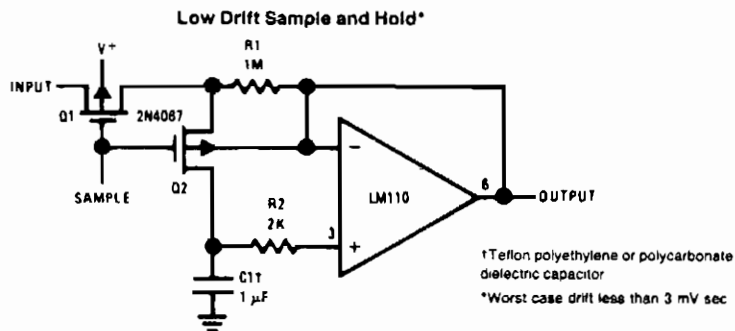 Low Drift Sample and Hold*
R1
1M
V+
INPUT
Q1
2N4067
Q2
SAMPLE
R2
2K
3
−
+
LM110
6
OUTPUT
C1†
1 μF
†Teflon polyethylene or polycarbonate
dielectric capacitor
*Worst case drift less than 3 mV sec